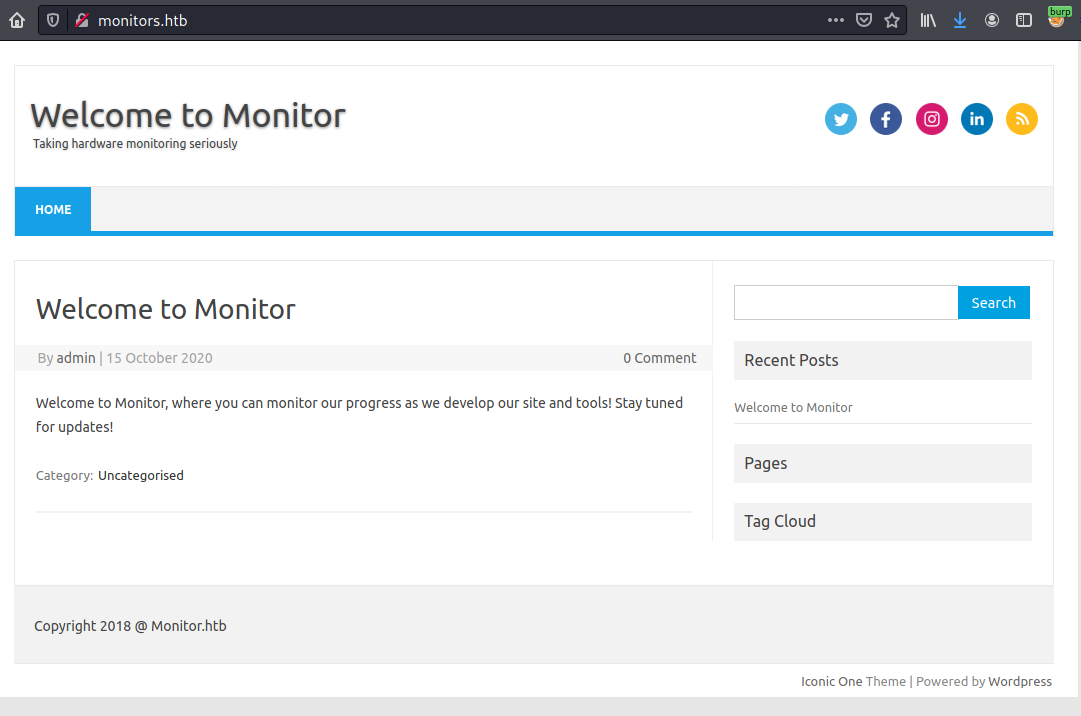 monitors.htb
burp
Welcome to Monitor
Taking hardware monitoring seriously
in
HOME
Welcome to Monitor
By admin | 15 October 2020
0 Comment
Welcome to Monitor, where you can monitor our progress as we develop our site and tools! Stay tuned
for updates!
Category: Uncategorised
Search
Recent Posts
Welcome to Monitor
Pages
Tag Cloud
Copyright 2018 @ Monitor.htb
Iconic One Theme | Powered by Wordpress